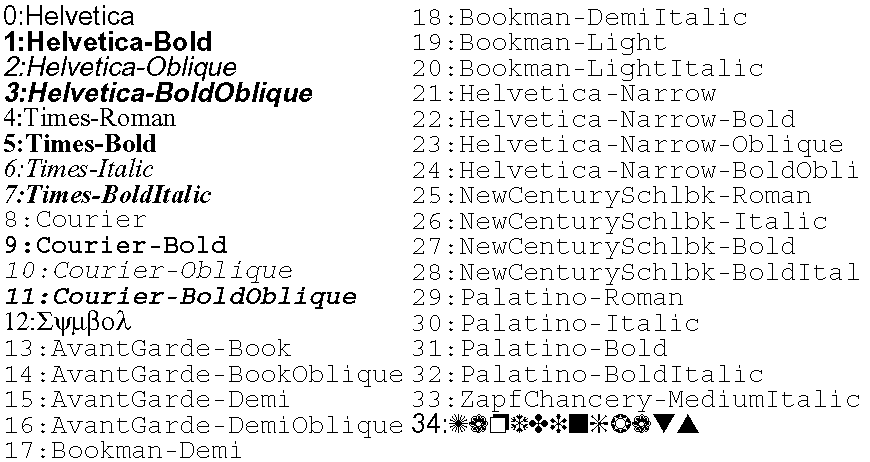 0:Helvetica
1:Helvetica-Bold
2:Helvetica-Oblique
3:Helvetica-BoldOblique
4:Times-Roman
5:Times-Bold
6:Times-Italic
7:Times-BoldItalic
8:Courier
9:Courier-Bold
10:Courier-Oblique
11:Courier-BoldOblique
12:Σψμβολ
13:AvantGarde-Book
14:AvantGarde-BookOblique
15:AvantGarde-Demi
16:AvantGarde-DemiOblique
17:Bookman-Demi
18:Bookman-DemiItalic
19:Bookman-Light
20:Bookman-LightItalic
21:Helvetica-Narrow
22:Helvetica-Narrow-Bold
23:Helvetica-Narrow-Oblique
24:Helvetica-Narrow-BoldObli
25:NewCenturySchlbk-Roman
26:NewCenturySchlbk-Italic
27:NewCenturySchlbk-Bold
28:NewCenturySchlbk-BoldItal
29:Palatino-Roman
30:Palatino-Italic
31:Palatino-Bold
32:Palatino-BoldItalic
33:ZapfChancery-MediumItalic
34:✺❁❐❆✤❉■❇❂❁▼▲